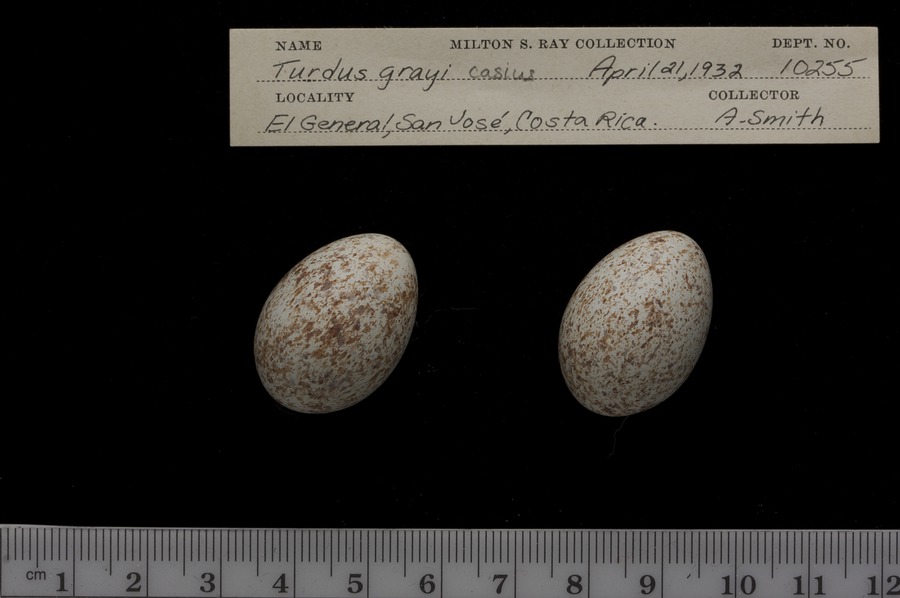 NAME MILTON S. RAY COLLECTION DEPT. NO.
Turdus grayi casius April 21, 1932 10255
LOCALITY COLLECTOR
El General, San José, Costa Rica. A-Smith
cm 1 2 3 4 5 6 7 8 9 10 11 12